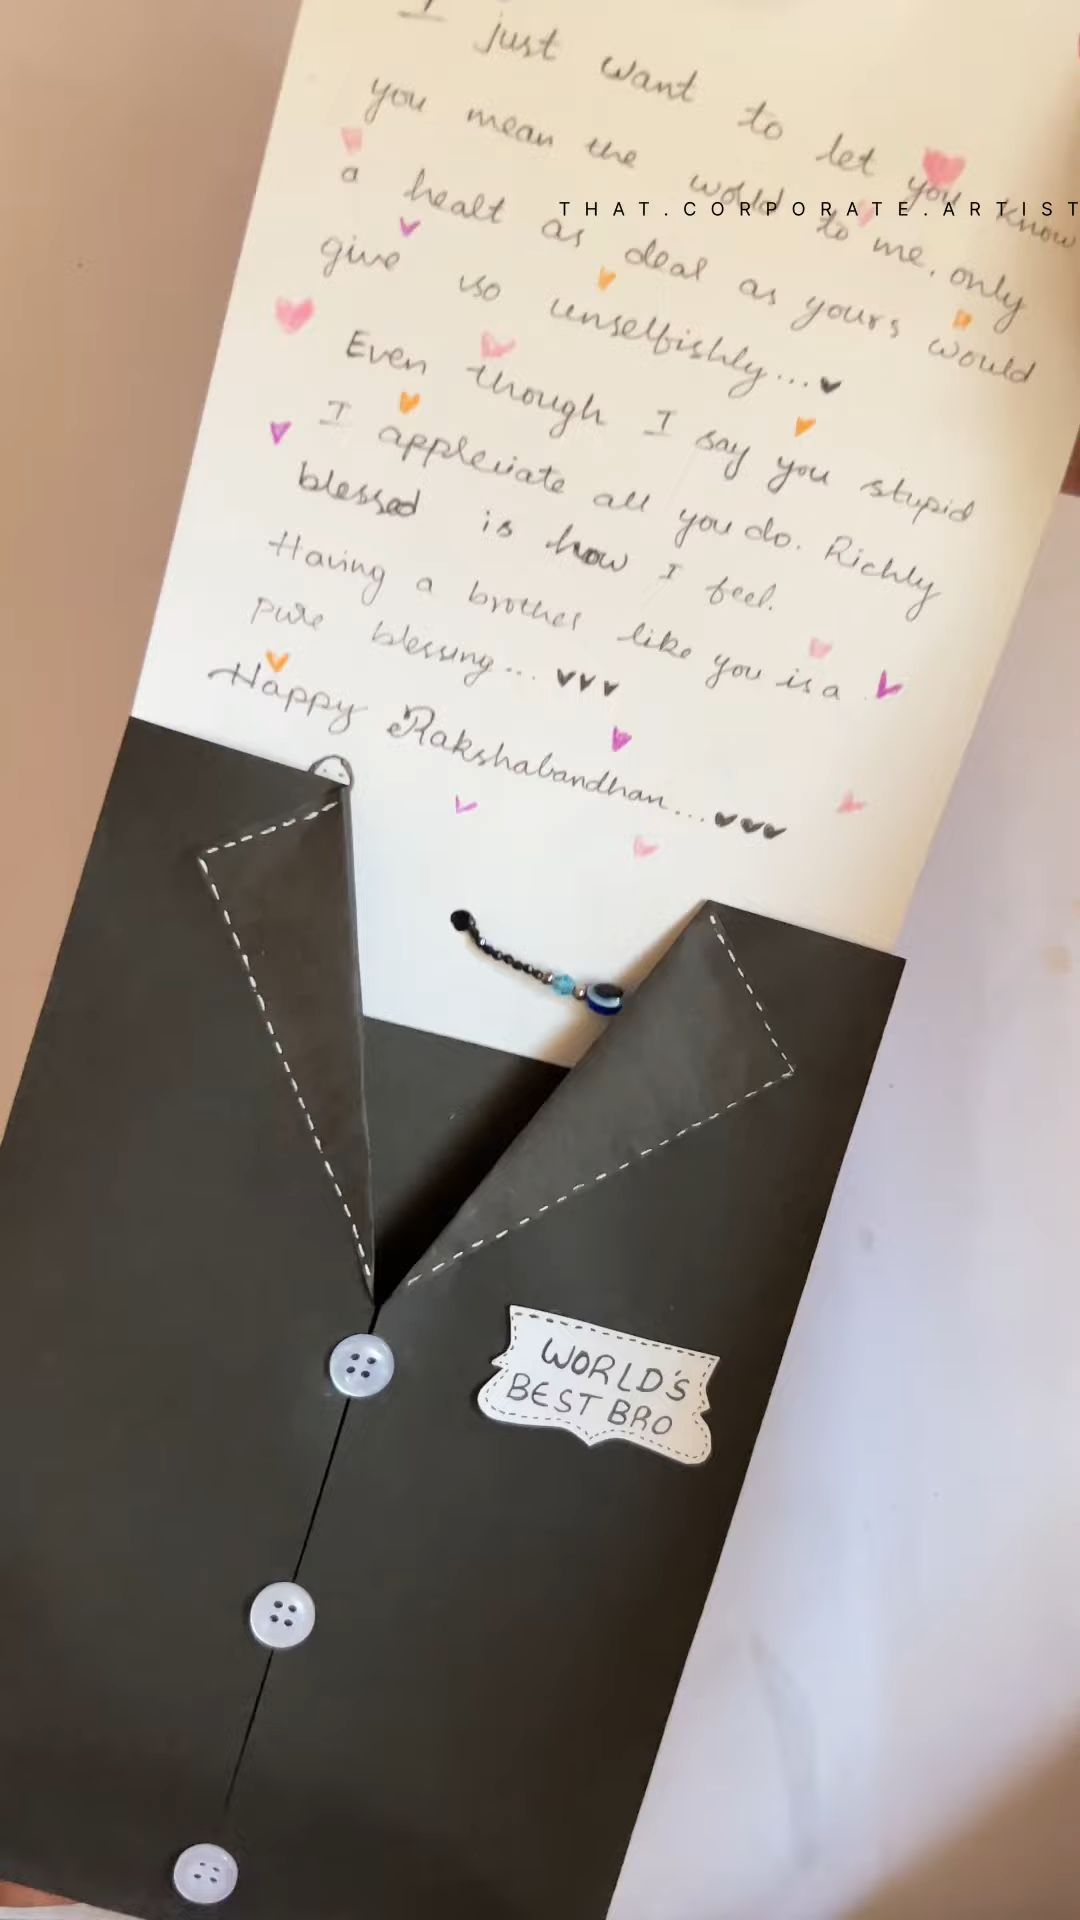 I just want to let you know
you mean the world to me, only
a heart as dear as yours would
give so unselfishly...
Even though I say you stupid
I appreciate all you do. Richly
blessed is how I feel.
Having a brother like you is a
pure blessing...
Happy Rakshabandhan...
THAT.CORPORATE.ARTIST
WORLD'S
BEST BRO